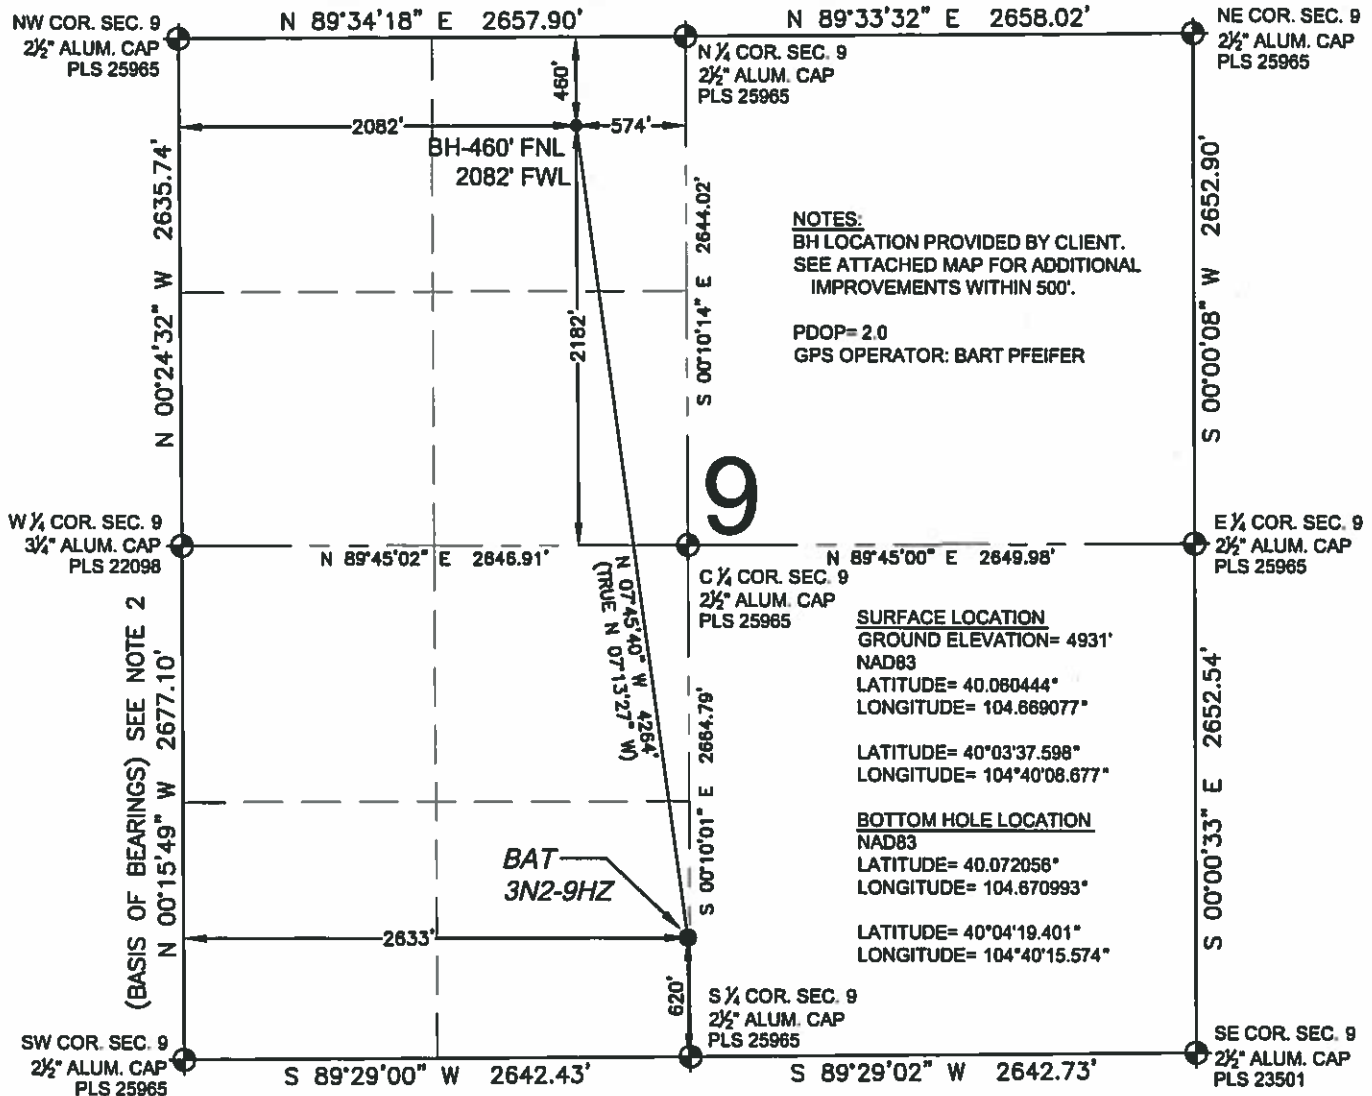 NW COR. SEC. 9
2½" ALUM. CAP
PLS 25965
N 89°34'18" E 2657.90'
N 89°33'32" E 2658.02'
NE COR. SEC. 9
2½" ALUM. CAP
PLS 25965
N ¼ COR. SEC. 9
2½" ALUM. CAP
PLS 25965
460'
2082'
574'
BH-460' FNL
2082' FWL
N 00°24'32" W 2635.74'
2182'
S 00°10'14" E 2644.02'
NOTES:
BH LOCATION PROVIDED BY CLIENT.
SEE ATTACHED MAP FOR ADDITIONAL
IMPROVEMENTS WITHIN 500'.
PDOP= 2.0
GPS OPERATOR: BART PFEIFER
S 00°00'08" W 2652.90'
9
W ¼ COR. SEC. 9
3¼" ALUM. CAP
PLS 22098
N 89°45'02" E 2646.91'
N 89°45'00" E 2649.98'
E ¼ COR. SEC. 9
2½" ALUM. CAP
PLS 25965
C ¼ COR. SEC. 9
2½" ALUM. CAP
PLS 25965
N 07°45'40" W 4264'
(TRUE N 07°13'27" W)
(BASIS OF BEARINGS) SEE NOTE 2
N 00°15'49" W 2677.10'
S 00°10'01" E 2664.79'
SURFACE LOCATION
GROUND ELEVATION= 4931'
NAD83
LATITUDE= 40.060444°
LONGITUDE= 104.669077°
LATITUDE= 40°03'37.598"
LONGITUDE= 104°40'08.677"
BOTTOM HOLE LOCATION
NAD83
LATITUDE= 40.072056°
LONGITUDE= 104.670993°
LATITUDE= 40°04'19.401"
LONGITUDE= 104°40'15.574"
S 00°00'33" E 2652.54'
BAT
3N2-9HZ
2633'
620'
S ¼ COR. SEC. 9
2½" ALUM. CAP
PLS 25965
SW COR. SEC. 9
2½" ALUM. CAP
PLS 25965
S 89°29'00" W 2642.43'
S 89°29'02" W 2642.73'
SE COR. SEC. 9
2½" ALUM. CAP
PLS 23501